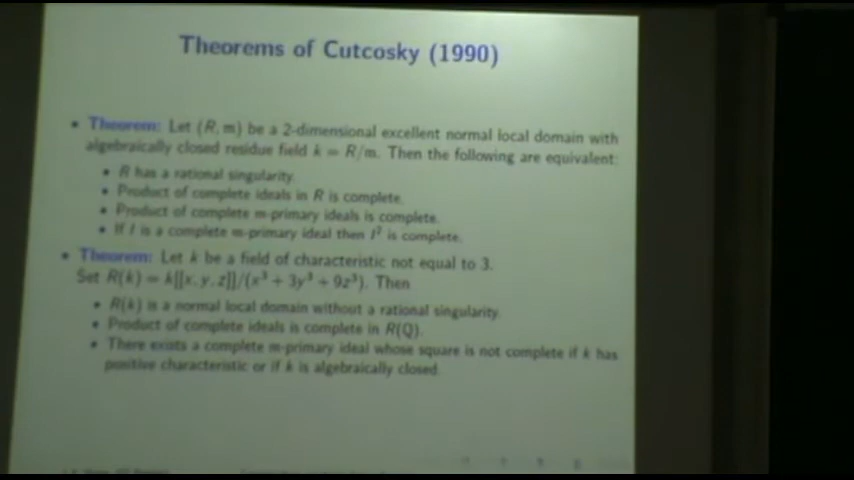 Theorems of Cutcosky (1990)
• Theorem: Let (R, m) be a 2-dimensional excellent normal local domain with
algebraically closed residue field k = R/m. Then the following are equivalent:
• R has a rational singularity.
• Product of complete ideals in R is complete.
• Product of complete m-primary ideals is complete.
• If I is a complete m-primary ideal then I² is complete.
• Theorem: Let k be a field of characteristic not equal to 3.
Set R(k) = k[[x, y, z]]/(x³ + 3y³ + 9z³). Then
• R(k) is a normal local domain without a rational singularity.
• Product of complete ideals is complete in R(Q).
• There exists a complete m-primary ideal whose square is not complete if k has
positive characteristic or if k is algebraically closed.